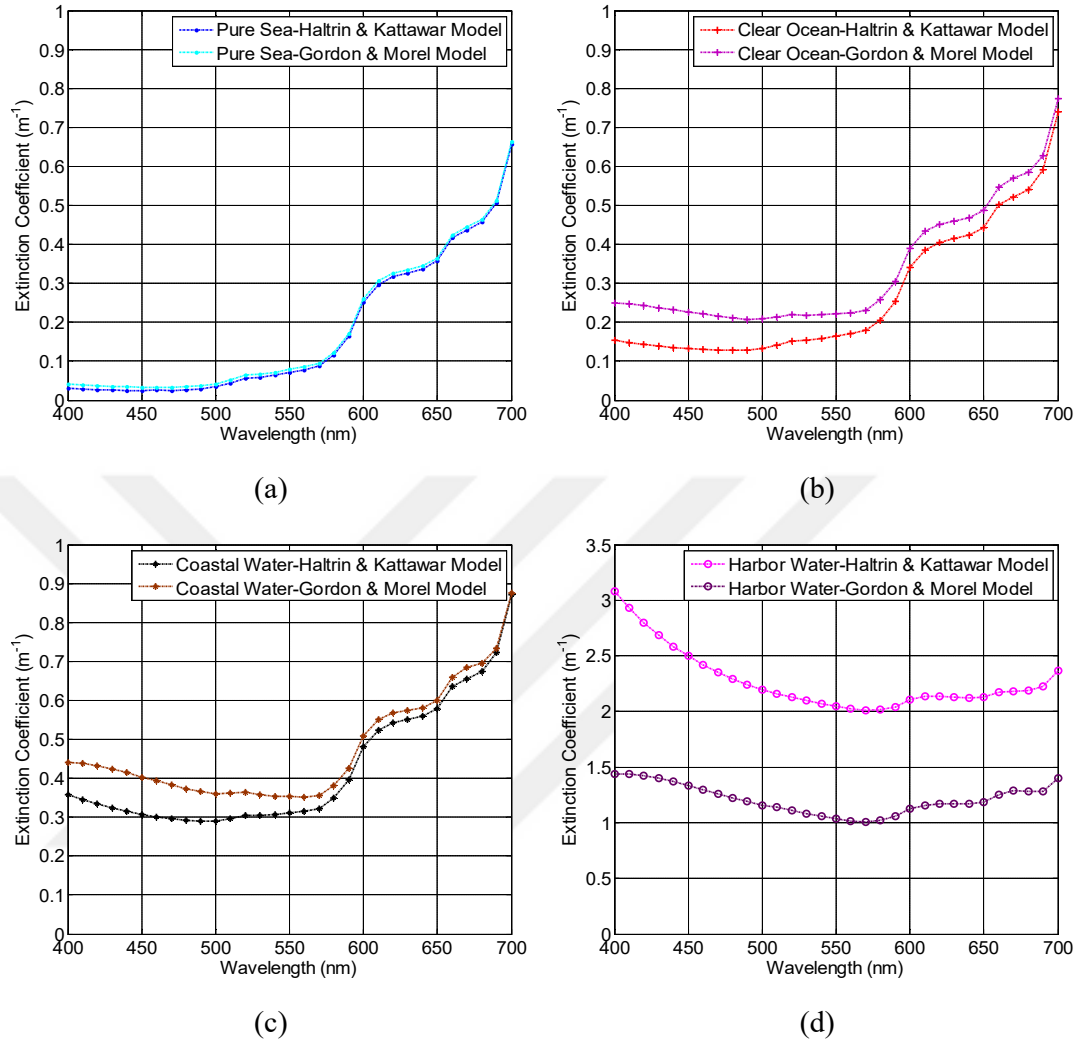 Pure Sea-Haltrin & Kattawar Model
Pure Sea-Gordon & Morel Model
1
0.9
0.8
0.7
0.6
0.5
0.4
0.3
0.2
0.1
0
Extinction Coefficient (m⁻¹)
400 450 500 550 600 650 700
Wavelength (nm)
(a)
Clear Ocean-Haltrin & Kattawar Model
Clear Ocean-Gordon & Morel Model
1
0.9
0.8
0.7
0.6
0.5
0.4
0.3
0.2
0.1
0
Extinction Coefficient (m⁻¹)
400 450 500 550 600 650 700
Wavelength (nm)
(b)
Coastal Water-Haltrin & Kattawar Model
Coastal Water-Gordon & Morel Model
1
0.9
0.8
0.7
0.6
0.5
0.4
0.3
0.2
0.1
0
Extinction Coefficient (m⁻¹)
400 450 500 550 600 650 700
Wavelength (nm)
(c)
Harbor Water-Haltrin & Kattawar Model
Harbor Water-Gordon & Morel Model
3.5
3
2.5
2
1.5
1
0.5
0
Extinction Coefficient (m⁻¹)
400 450 500 550 600 650 700
Wavelength (nm)
(d)